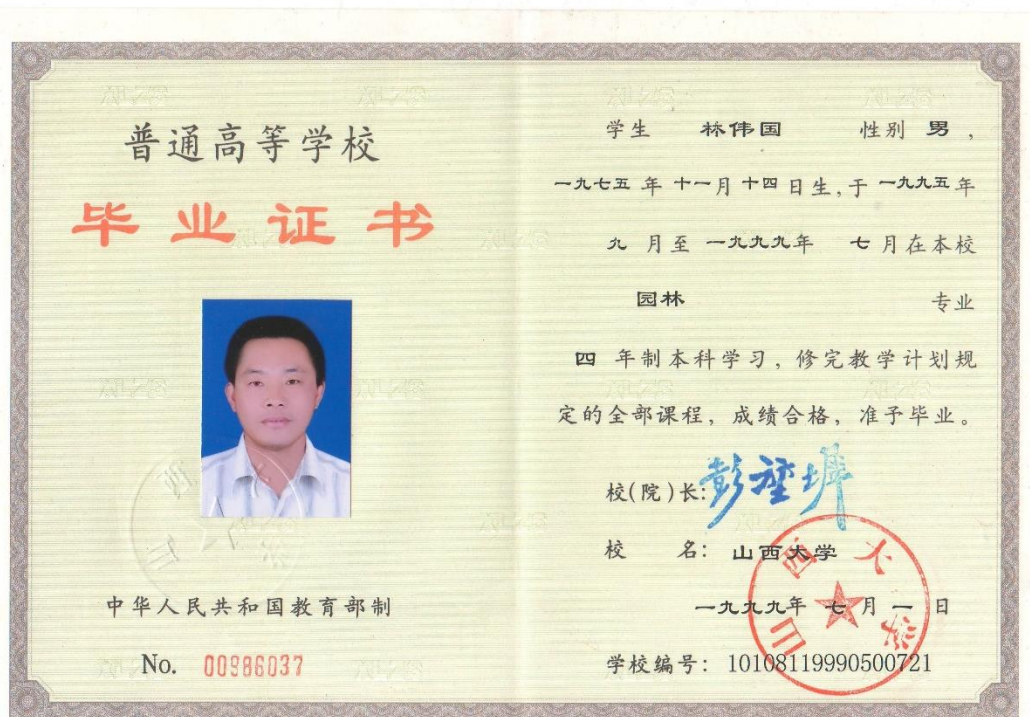 普通高等学校
毕业证书
中华人民共和国教育部制
No. 00986037
学生 林伟国 性别 男，
一九七五 年 十一月 十四 日生,于 一九九五年
九 月至 一九九九年 七 月在本校
园林 专业
四 年制本科学习，修完教学计划规
定的全部课程，成绩合格，准予毕业。
校(院)长:
校 名: 山西大学
一九九九年 七 月 一 日
学校编号: 10108119990500721
山西大学